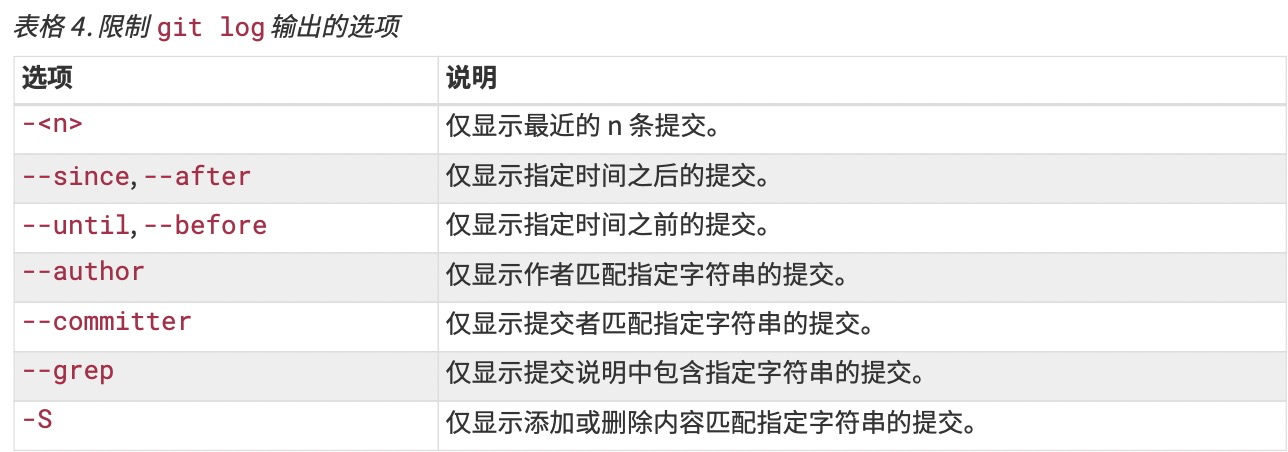 表格 4. 限制 git log 输出的选项
选项 说明
-<n> 仅显示最近的 n 条提交。
--since, --after 仅显示指定时间之后的提交。
--until, --before 仅显示指定时间之前的提交。
--author 仅显示作者匹配指定字符串的提交。
--committer 仅显示提交者匹配指定字符串的提交。
--grep 仅显示提交说明中包含指定字符串的提交。
-S 仅显示添加或删除内容匹配指定字符串的提交。